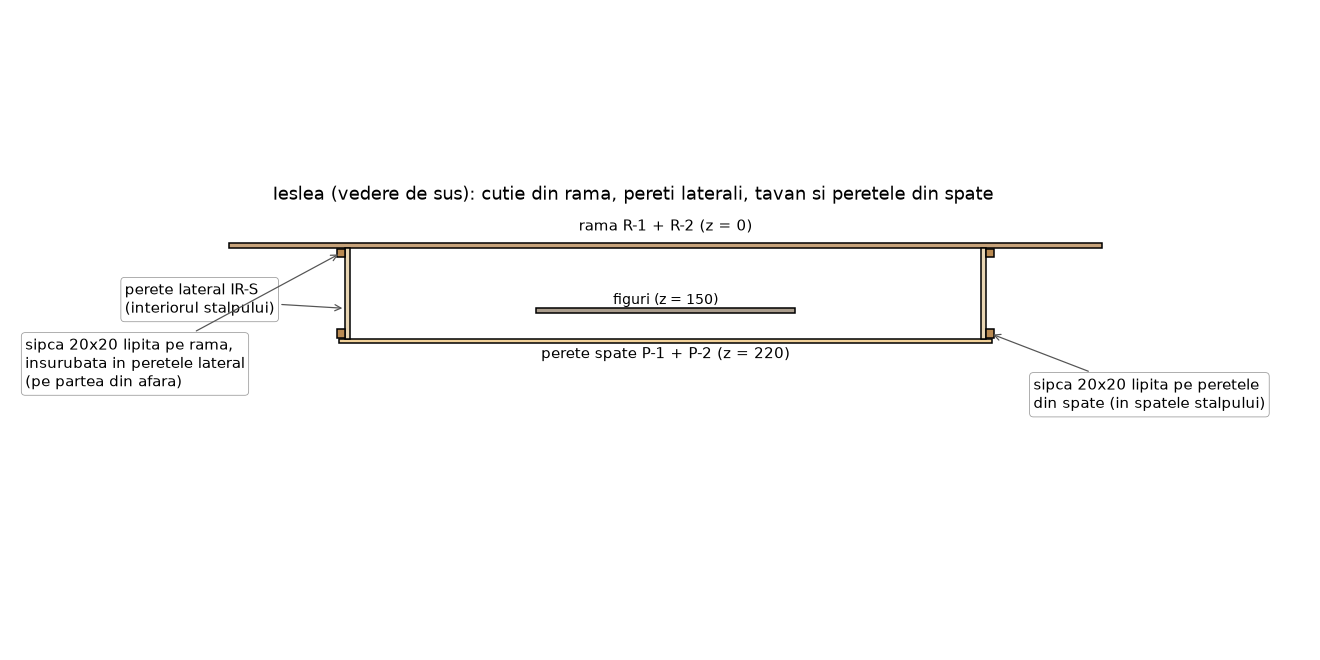 Ieslea (vedere de sus): cutie din rama, pereti laterali, tavan si peretele din spate
rama R-1 + R-2 (z = 0)
perete lateral IR-S
(interiorul stalpului)
figuri (z = 150)
sipca 20x20 lipita pe rama,
insurubata in peretele lateral
(pe partea din afara)
perete spate P-1 + P-2 (z = 220)
sipca 20x20 lipita pe peretele
din spate (in spatele stalpului)